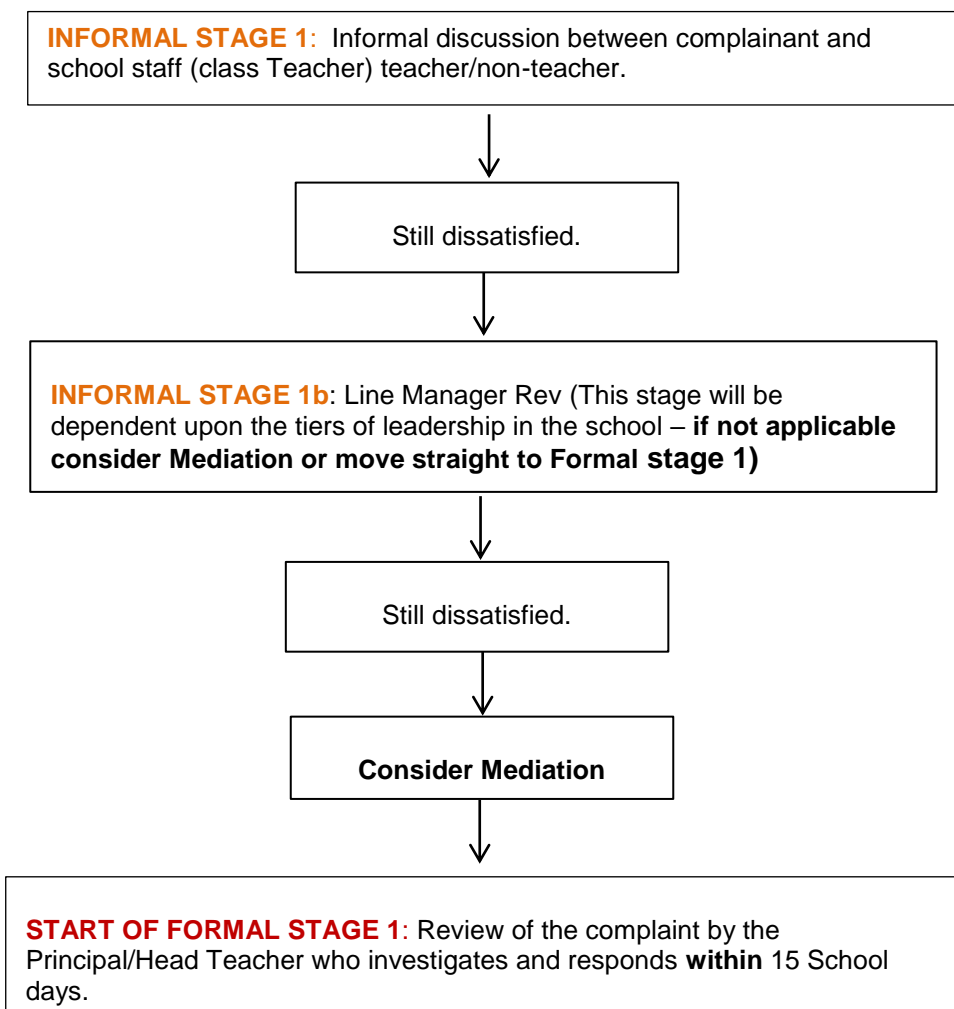 INFORMAL STAGE 1: Informal discussion between complainant and
school staff (class Teacher) teacher/non-teacher.
Still dissatisfied.
INFORMAL STAGE 1b: Line Manager Rev (This stage will be
dependent upon the tiers of leadership in the school – if not applicable
consider Mediation or move straight to Formal stage 1)
Still dissatisfied.
Consider Mediation
START OF FORMAL STAGE 1: Review of the complaint by the
Principal/Head Teacher who investigates and responds within 15 School
days.